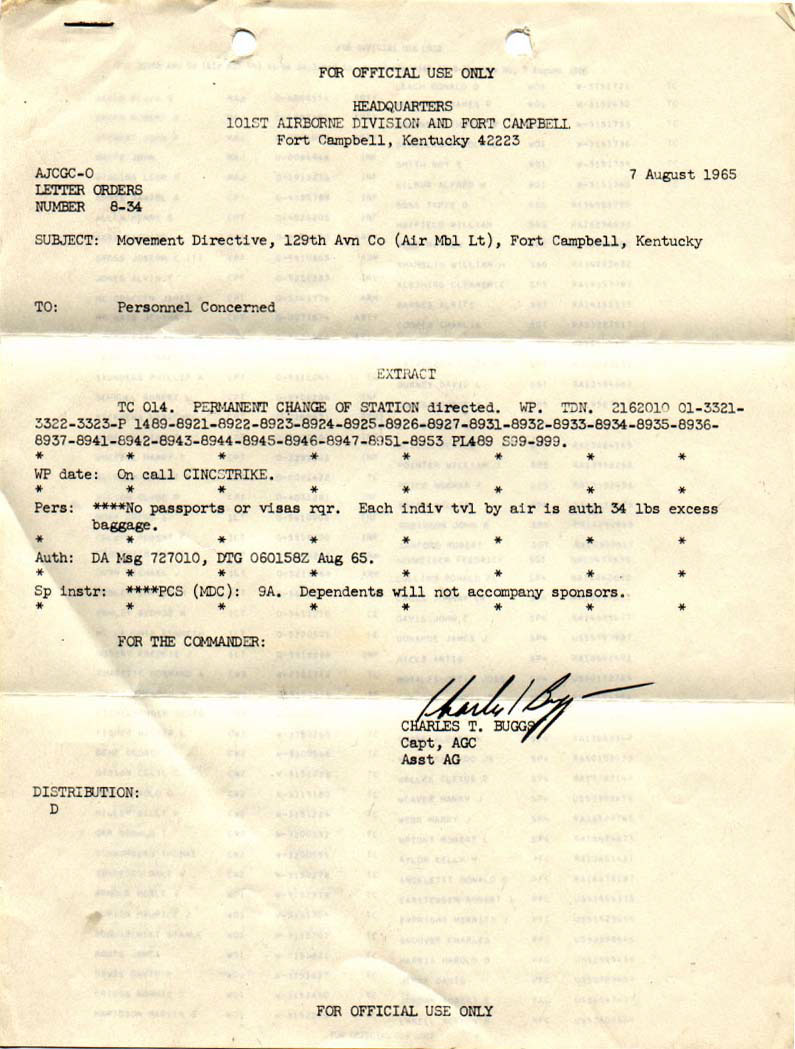 FOR OFFICIAL USE ONLY
HEADQUARTERS
101ST AIRBORNE DIVISION AND FORT CAMPBELL
Fort Campbell, Kentucky 42223
AJCGC-O 7 August 1965
LETTER ORDERS
NUMBER 8-34
SUBJECT: Movement Directive, 129th Avn Co (Air Mbl Lt), Fort Campbell, Kentucky
TO: Personnel Concerned
EXTRACT
TC 014. PERMANENT CHANGE OF STATION directed. WP. TDN. 2162010 01-3321-
3322-3323-P 1489-8921-8922-8923-8924-8925-8926-8927-8931-8932-8933-8934-8935-8936-
8937-8941-8942-8943-8944-8945-8946-8947-8951-8953 PL489 S99-999.
* * * * * * * *
WP date: On call CINCSTRIKE.
* * * * * * * *
Pers: ****No passports or visas rqr. Each indiv tvl by air is auth 34 lbs excess
baggage.
* * * * * * * *
Auth: DA Msg 727010, DTG 060158Z Aug 65.
* * * * * * * *
Sp instr: ****PCS (MDC): 9A. Dependents will not accompany sponsors.
* * * * * * * *
FOR THE COMMANDER:
Charles T Buggs
CHARLES T. BUGGS
Capt, AGC
Asst AG
DISTRIBUTION:
D
FOR OFFICIAL USE ONLY